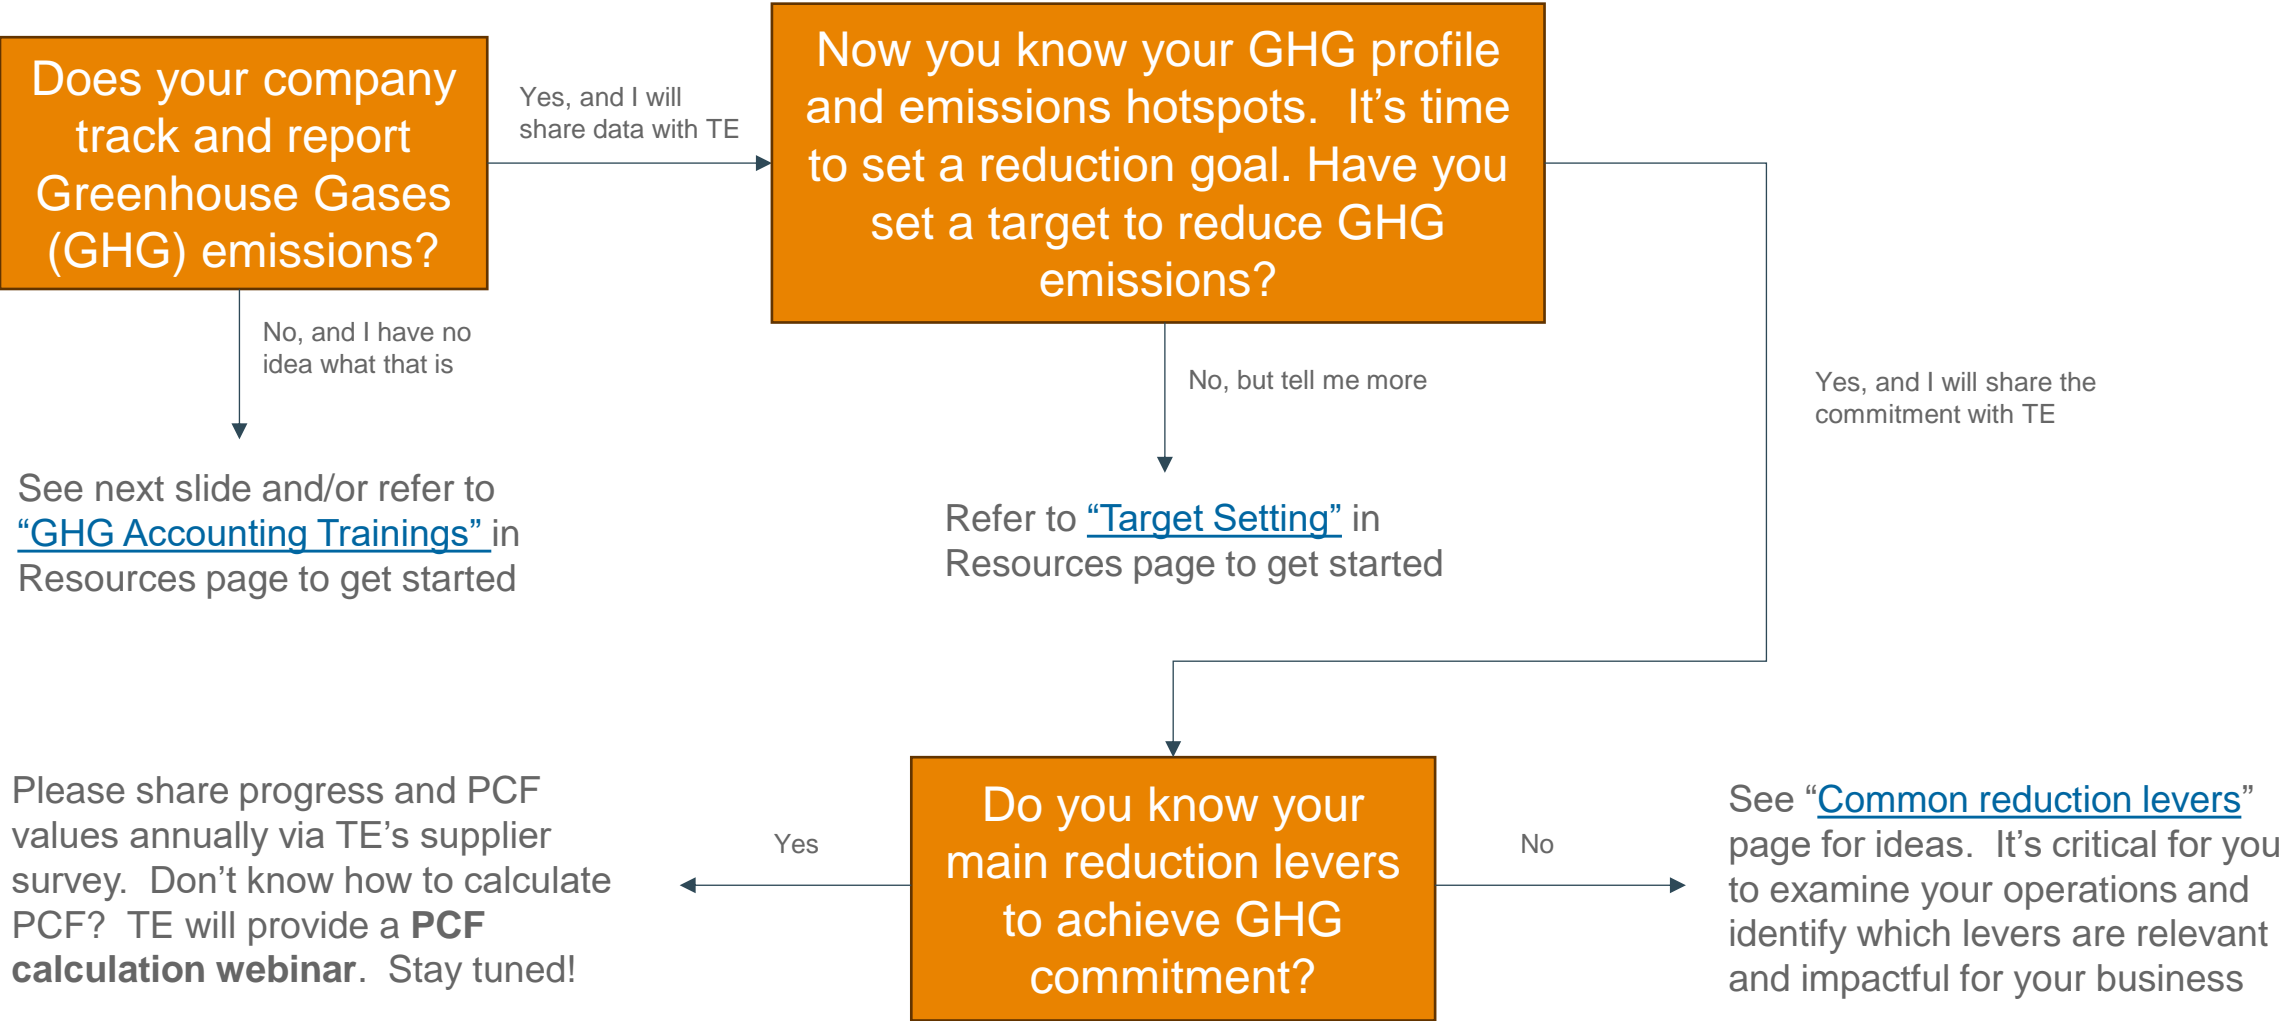 Does your company
track and report
Greenhouse Gases
(GHG) emissions?
Yes, and I will
share data with TE
Now you know your GHG profile
and emissions hotspots.  It’s time
to set a reduction goal. Have you
set a target to reduce GHG
emissions?
No, and I have no
idea what that is
No, but tell me more
Yes, and I will share the
commitment with TE
See next slide and/or refer to
“GHG Accounting Trainings” in
Resources page to get started
Refer to “Target Setting” in
Resources page to get started
Please share progress and PCF
values annually via TE’s supplier
survey.  Don’t know how to calculate
PCF?  TE will provide a PCF
calculation webinar.  Stay tuned!
Yes
Do you know your
main reduction levers
to achieve GHG
commitment?
No
See “Common reduction levers”
page for ideas.  It’s critical for you
to examine your operations and
identify which levers are relevant
and impactful for your business